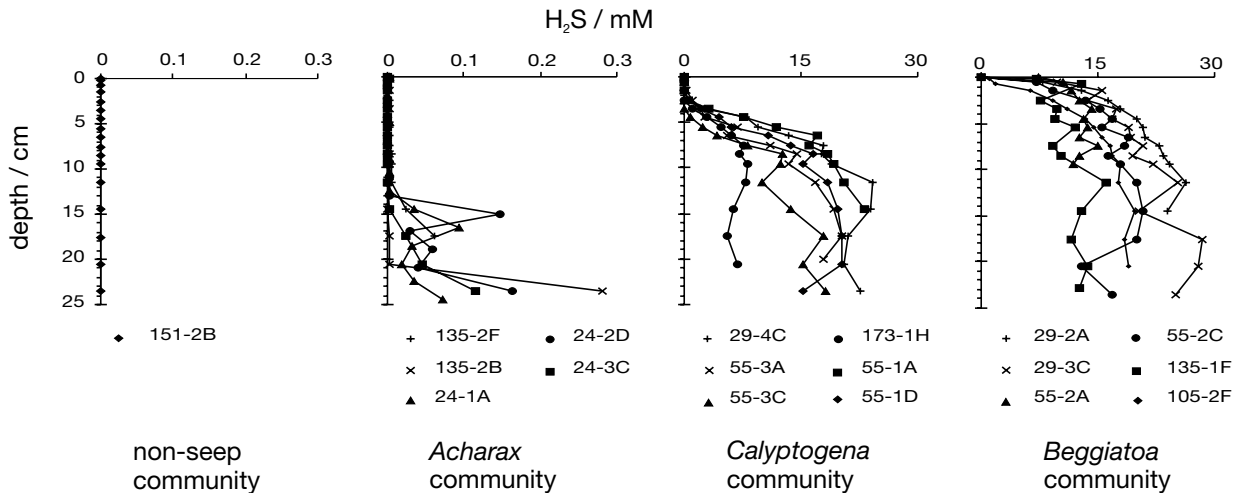 H₂S / mM
0 0.1 0.2 0.3
0 0.1 0.2 0.3
0 15 30
0 15 30
depth / cm
0
5
10
15
20
25
151-2B
135-2F 24-2D
135-2B 24-3C
24-1A
29-4C 173-1H
55-3A 55-1A
55-3C 55-1D
29-2A 55-2C
29-3C 135-1F
55-2A 105-2F
non-seep
community
Acharax
community
Calyptogena
community
Beggiatoa
community